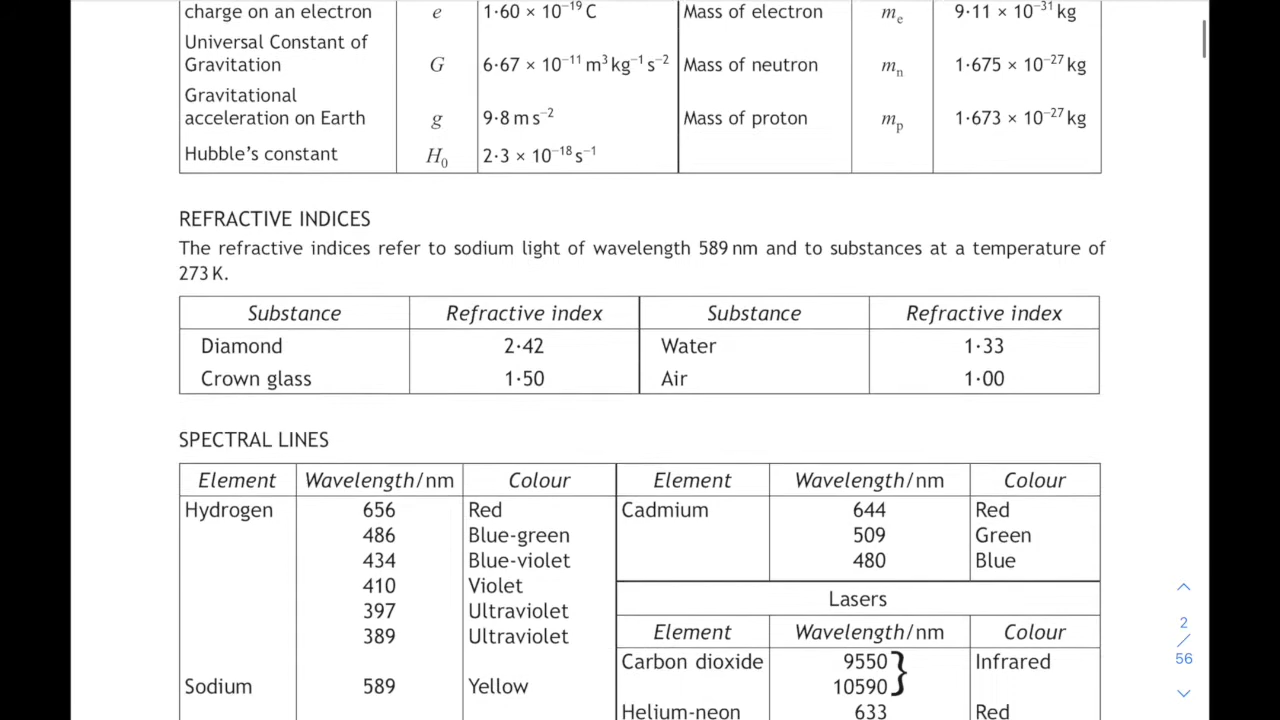 charge on an electron e 1·60 × 10⁻¹⁹ C Mass of electron mₑ 9·11 × 10⁻³¹ kg
Universal Constant of
Gravitation G 6·67 × 10⁻¹¹ m³ kg⁻¹ s⁻² Mass of neutron mₙ 1·675 × 10⁻²⁷ kg
Gravitational
acceleration on Earth g 9·8 m s⁻² Mass of proton mₚ 1·673 × 10⁻²⁷ kg
Hubble's constant H₀ 2·3 × 10⁻¹⁸ s⁻¹
REFRACTIVE INDICES
The refractive indices refer to sodium light of wavelength 589 nm and to substances at a temperature of
273 K.
Substance Refractive index Substance Refractive index
Diamond 2·42 Water 1·33
Crown glass 1·50 Air 1·00
SPECTRAL LINES
Element Wavelength/nm Colour Element Wavelength/nm Colour
Hydrogen 656 Red Cadmium 644 Red
486 Blue-green 509 Green
434 Blue-violet 480 Blue
410 Violet
Lasers
397 Ultraviolet
389 Ultraviolet Element Wavelength/nm Colour
Carbon dioxide 9550 } Infrared
Sodium 589 Yellow 10590
Helium-neon 633 Red
2
/
56